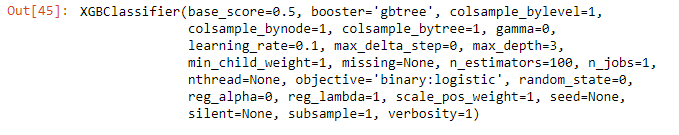 Out[45]: XGBClassifier(base_score=0.5, booster='gbtree', colsample_bylevel=1,
colsample_bynode=1, colsample_bytree=1, gamma=0,
learning_rate=0.1, max_delta_step=0, max_depth=3,
min_child_weight=1, missing=None, n_estimators=100, n_jobs=1,
nthread=None, objective='binary:logistic', random_state=0,
reg_alpha=0, reg_lambda=1, scale_pos_weight=1, seed=None,
silent=None, subsample=1, verbosity=1)